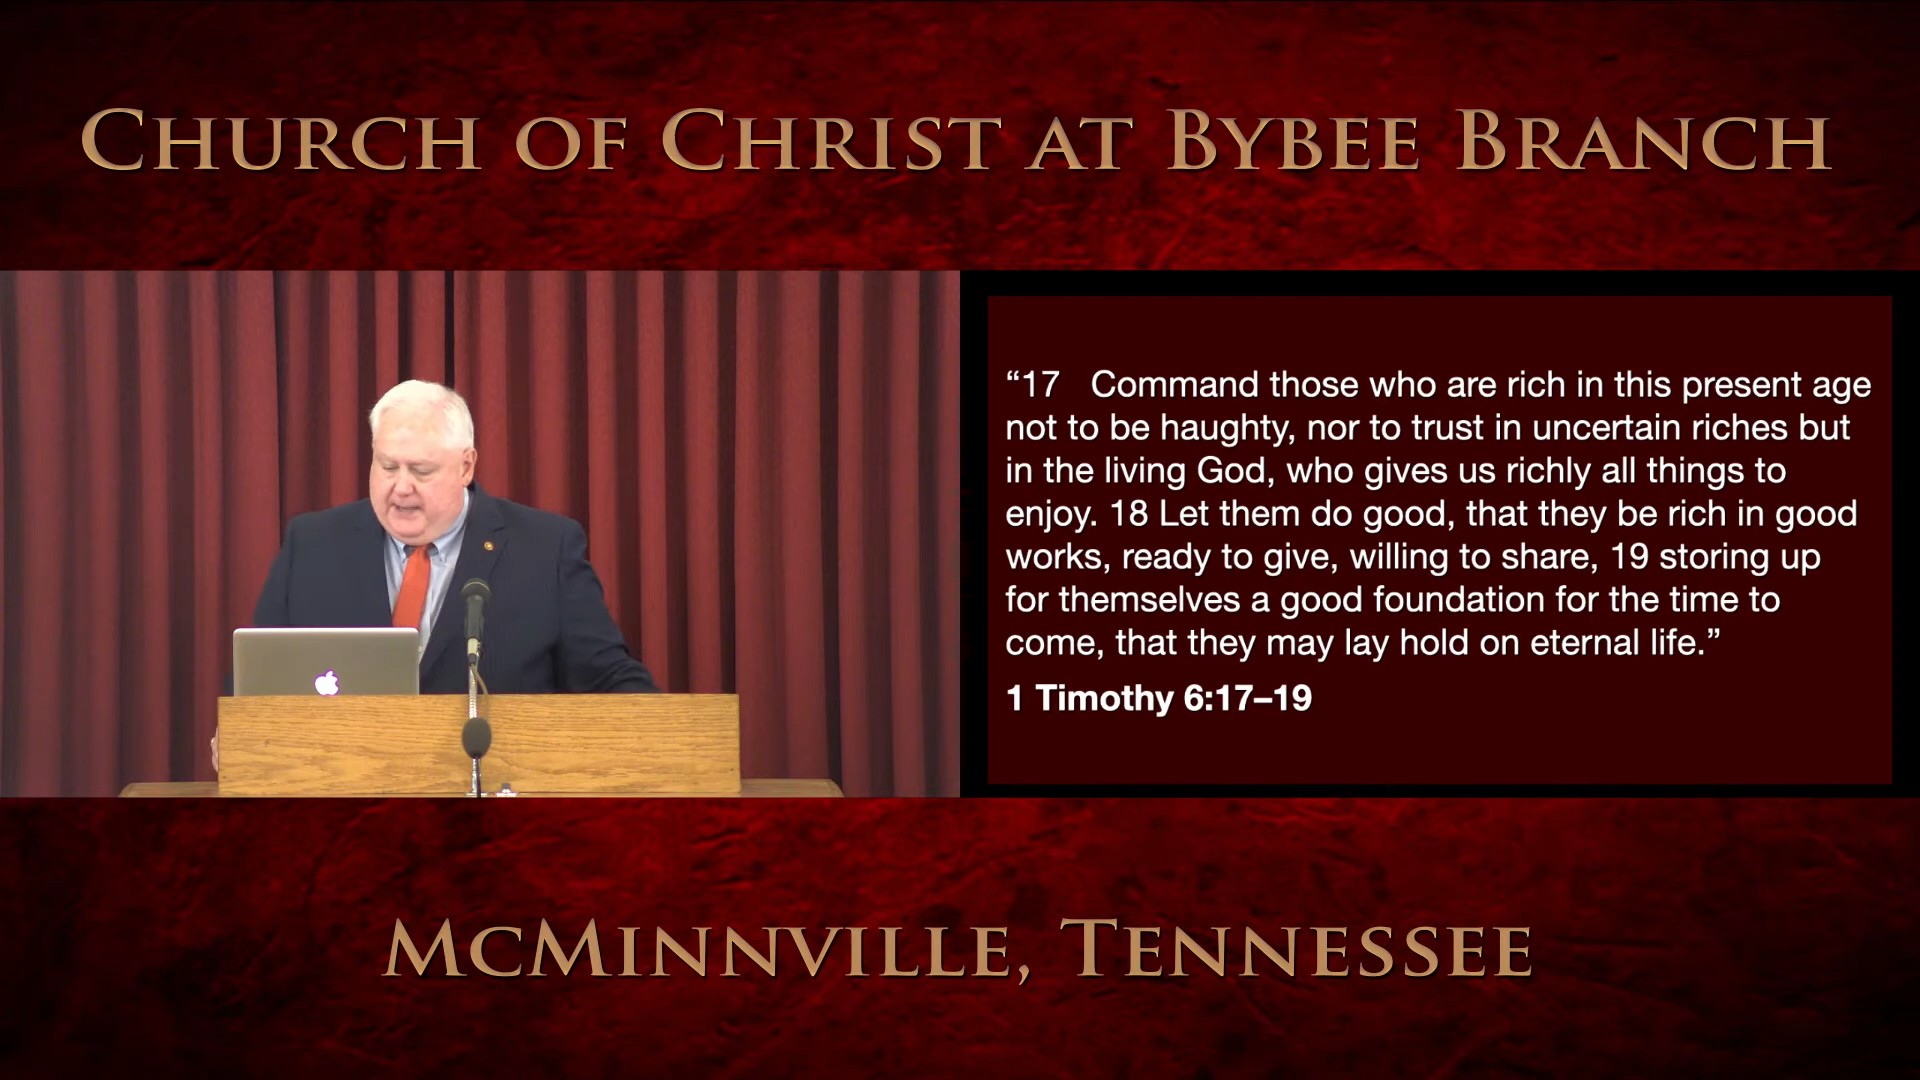 CHURCH OF CHRIST AT BYBEE BRANCH
“17 Command those who are rich in this present age
not to be haughty, nor to trust in uncertain riches but
in the living God, who gives us richly all things to
enjoy. 18 Let them do good, that they be rich in good
works, ready to give, willing to share, 19 storing up
for themselves a good foundation for the time to
come, that they may lay hold on eternal life.”
1 Timothy 6:17–19
MCMINNVILLE, TENNESSEE